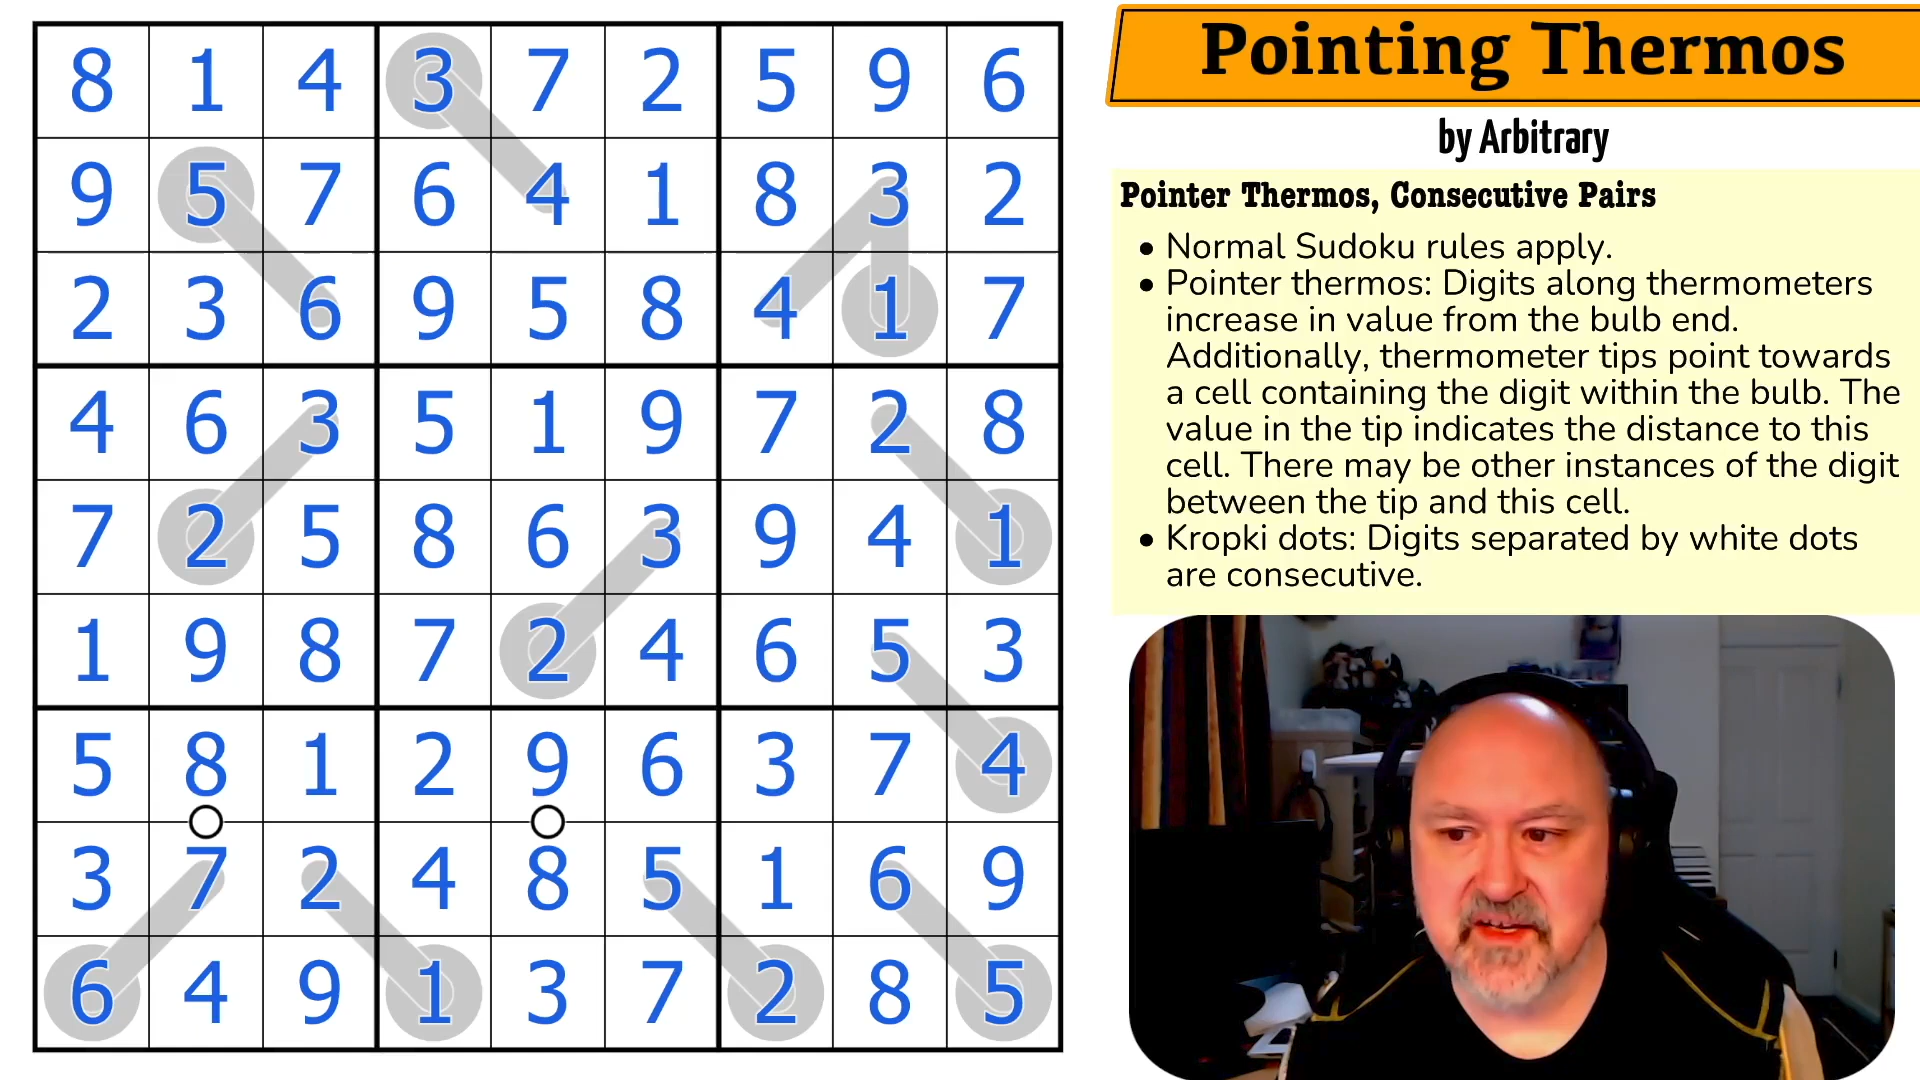 8 1 4 3 7 2 5 9 6
9 5 7 6 4 1 8 3 2
2 3 6 9 5 8 4 1 7
4 6 3 5 1 9 7 2 8
7 2 5 8 6 3 9 4 1
1 9 8 7 2 4 6 5 3
5 8 1 2 9 6 3 7 4
3 7 2 4 8 5 1 6 9
6 4 9 1 3 7 2 8 5
Pointing Thermos
by Arbitrary
Pointer Thermos, Consecutive Pairs
• Normal Sudoku rules apply.
• Pointer thermos: Digits along thermometers
increase in value from the bulb end.
Additionally, thermometer tips point towards
a cell containing the digit within the bulb. The
value in the tip indicates the distance to this
cell. There may be other instances of the digit
between the tip and this cell.
• Kropki dots: Digits separated by white dots
are consecutive.